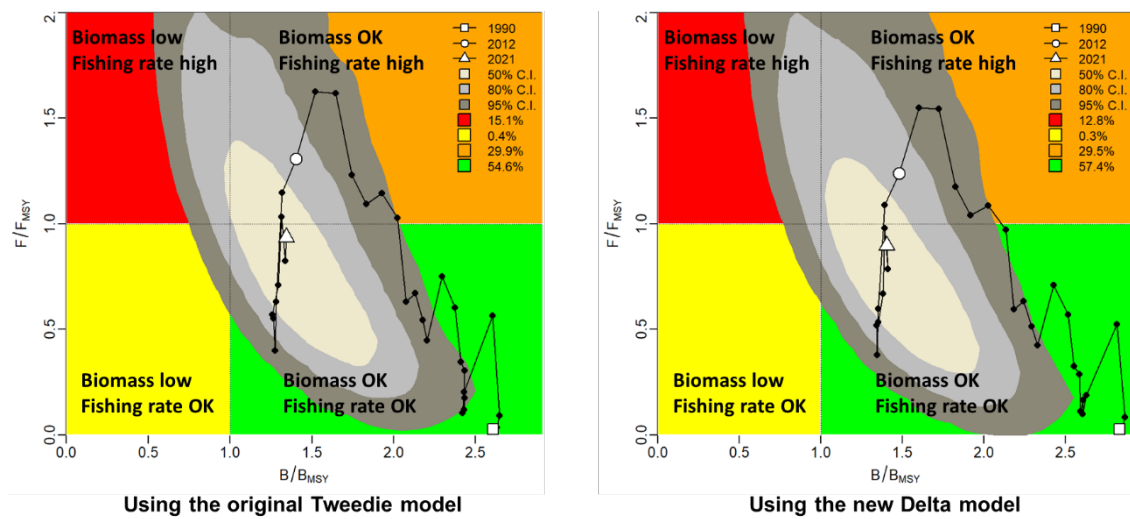 Biomass low
Fishing rate high
Biomass OK
Fishing rate high
1990
2012
2021
50% C.I.
80% C.I.
95% C.I.
15.1%
0.4%
29.9%
54.6%
Biomass low
Fishing rate OK
Biomass OK
Fishing rate OK
2.
1.5
1.0
0.5
0.0
F/FMSY
0.0 0.5 1.0 1.5 2.0 2.5
B/BMSY
Using the original Tweedie model
Biomass low
Fishing rate high
Biomass OK
Fishing rate high
1990
2012
2021
50% C.I.
80% C.I.
95% C.I.
12.8%
0.3%
29.5%
57.4%
Biomass low
Fishing rate OK
Biomass OK
Fishing rate OK
2.
1.5
1.0
0.5
0.0
F/FMSY
0.0 0.5 1.0 1.5 2.0 2.5
B/BMSY
Using the new Delta model